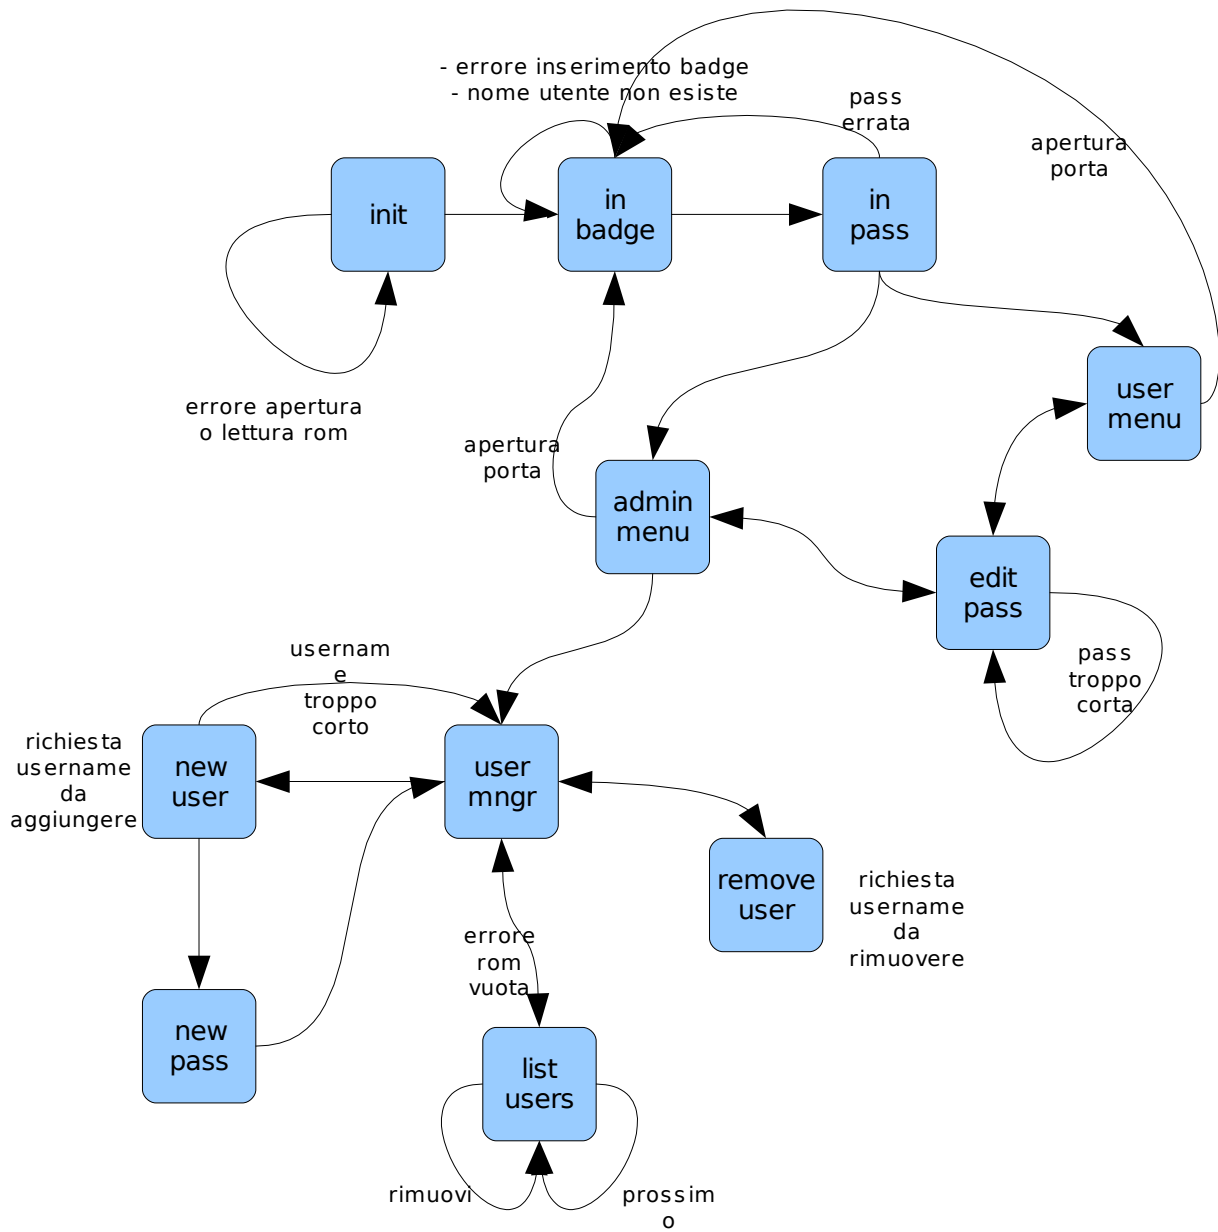 - errore inserimento badge
- nome utente non esiste
pass
errata
apertura
porta
init
in
badge
in
pass
user
menu
errore apertura
o lettura rom
apertura
porta
admin
menu
edit
pass
pass
troppo
corta
usernam
e
troppo
corto
richiesta
username
da
aggiungere
new
user
user
mngr
remove
user
richiesta
username
da
rimuovere
errore
rom
vuota
new
pass
list
users
rimuovi
prossim
o